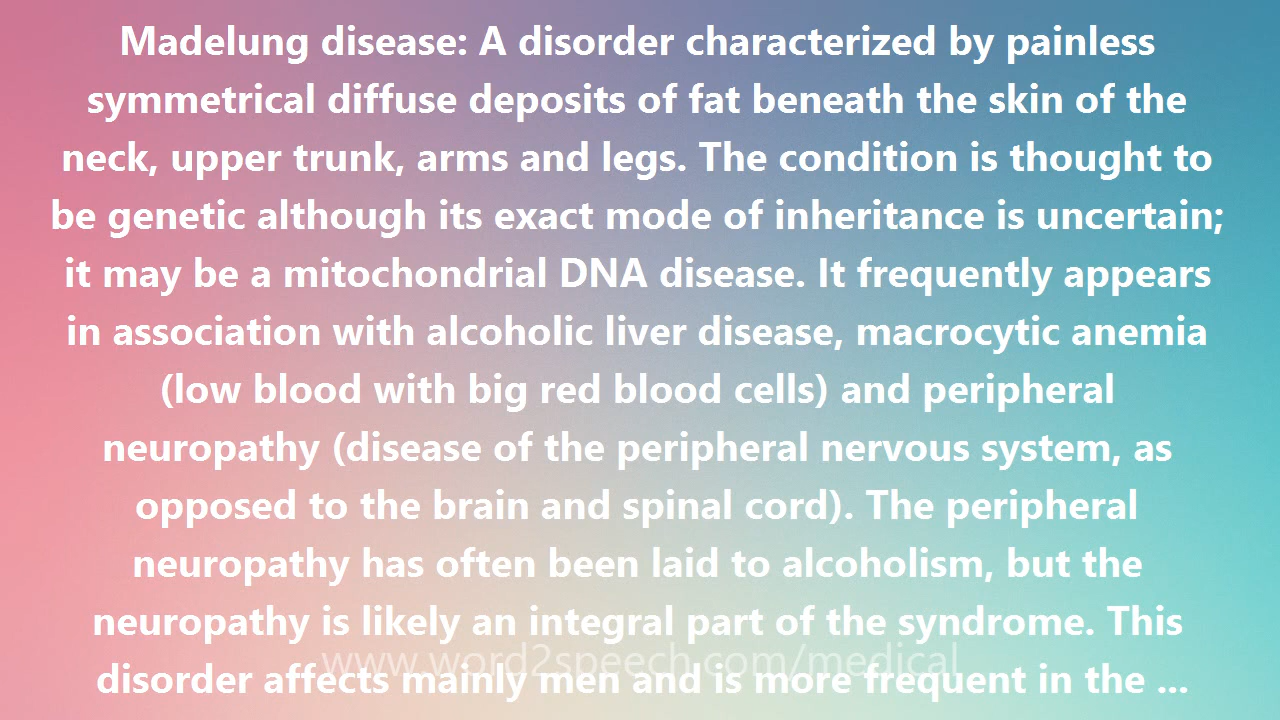 Madelung disease: A disorder characterized by painless
symmetrical diffuse deposits of fat beneath the skin of the
neck, upper trunk, arms and legs. The condition is thought to
be genetic although its exact mode of inheritance is uncertain;
it may be a mitochondrial DNA disease. It frequently appears
in association with alcoholic liver disease, macrocytic anemia
(low blood with big red blood cells) and peripheral
neuropathy (disease of the peripheral nervous system, as
opposed to the brain and spinal cord). The peripheral
neuropathy has often been laid to alcoholism, but the
neuropathy is likely an integral part of the syndrome. This
www.word2speech.com/medical
disorder affects mainly men and is more frequent in the ...